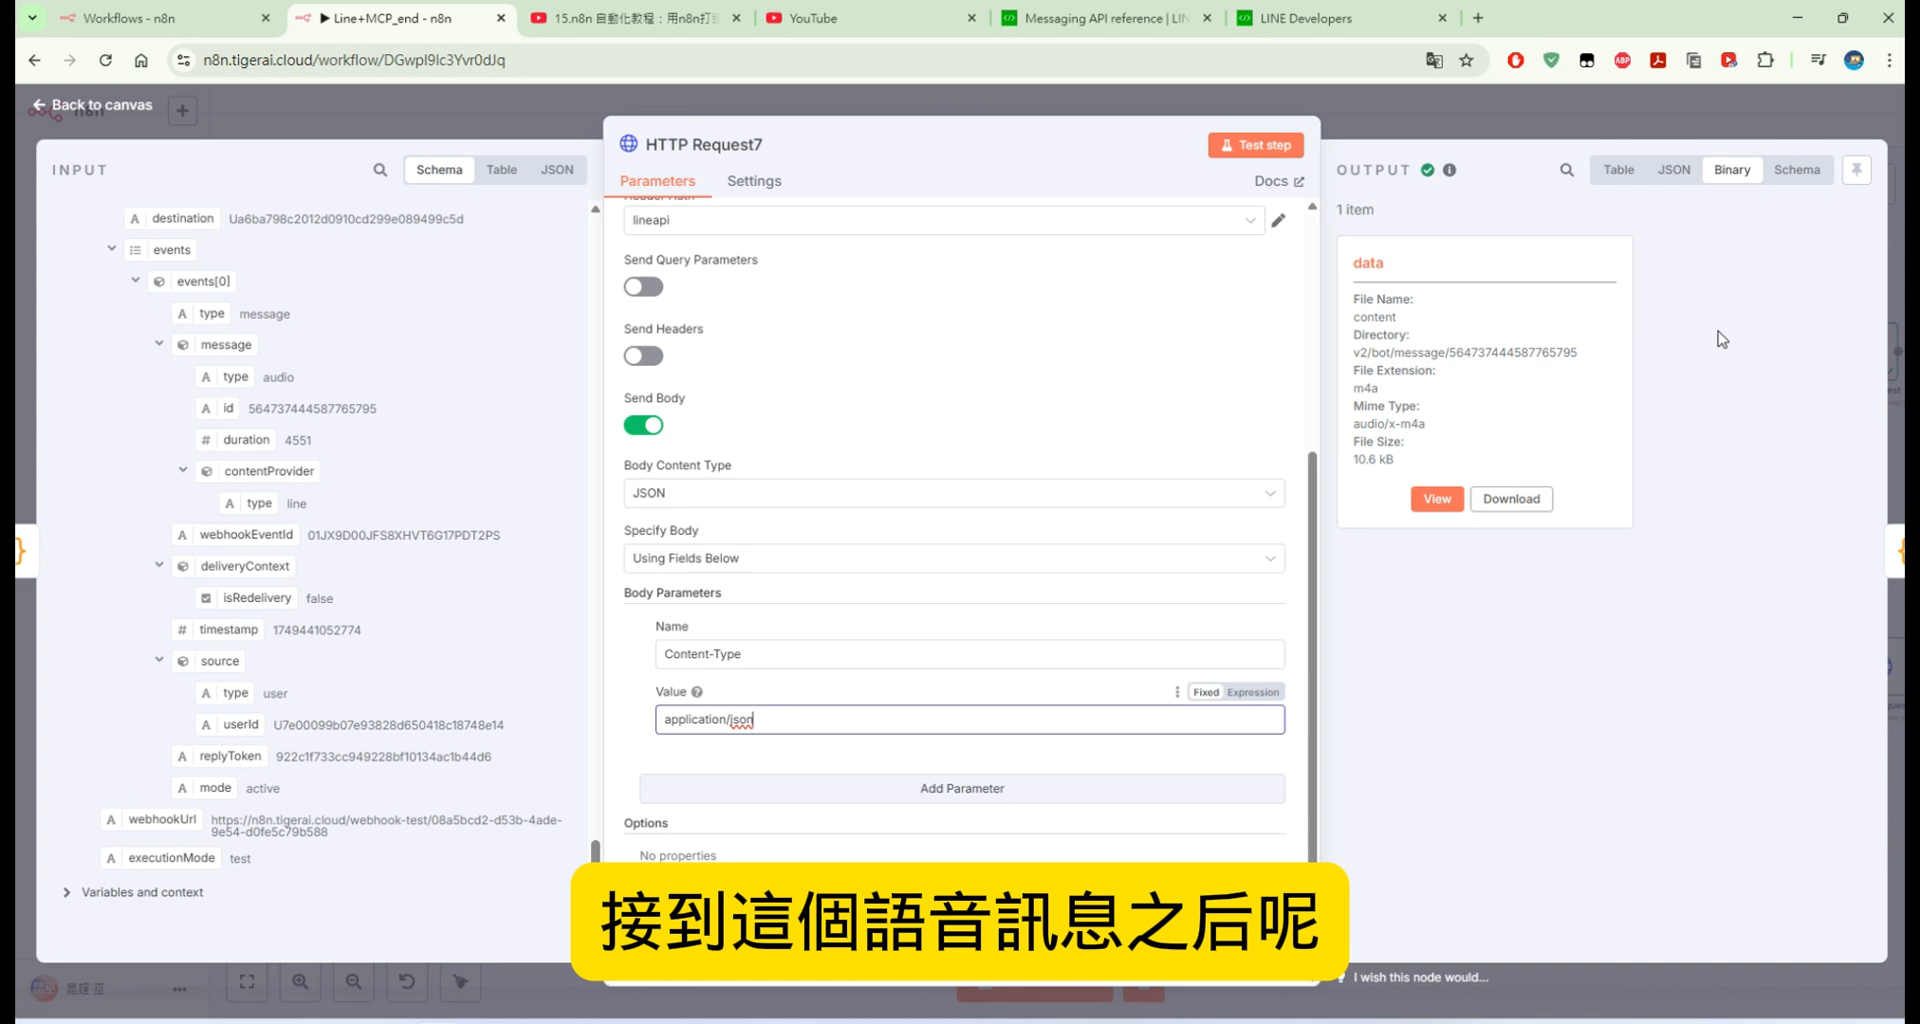 Workflows - n8n
▶ Line+MCP_end - n8n
15.n8n 自動化教程：用n8n打
YouTube
Messaging API reference | LIN
LINE Developers
n8n.tigerai.cloud/workflow/DGwpI9Ic3Yvr0dJq
ABP
Back to canvas
n8n
INPUT
Schema
Table
JSON
A destination Ua6ba798c2012d0910cd299e089499c5d
events
events[0]
A type message
message
A type audio
A id 564737444587765795
# duration 4551
contentProvider
A type line
A webhookEventId 01JX9D00JFS8XHVT6G17PDT2PS
deliveryContext
isRedelivery false
# timestamp 1749441052774
source
A type user
A userId U7e00099b07e93828d650418c18748e14
A replyToken 922c1f733cc949228bf10134ac1b44d6
A mode active
A webhookUrl https://n8n.tigerai.cloud/webhook-test/08a5bcd2-d53b-4ade-
9e54-d0fe5c79b588
A executionMode test
Variables and context
HTTP Request7
Test step
Parameters
Settings
Docs
Header Auth
lineapi
Send Query Parameters
Send Headers
Send Body
Body Content Type
JSON
Specify Body
Using Fields Below
Body Parameters
Name
Content-Type
Value
Fixed
Expression
application/json
Add Parameter
Options
No properties
OUTPUT
Table
JSON
Binary
Schema
1 item
data
File Name:
content
Directory:
v2/bot/message/564737444587765795
File Extension:
m4a
Mime Type:
audio/x-m4a
File Size:
10.6 kB
View
Download
接到這個語音訊息之后呢
I wish this node would...